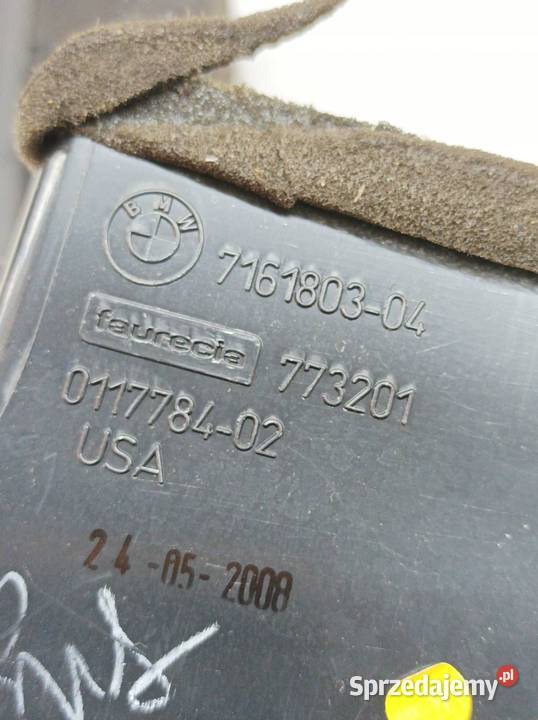 BMW
7161803-04
faurecia 773201
0117784-02
USA
24-05-2008
Sprzedajemy.pl